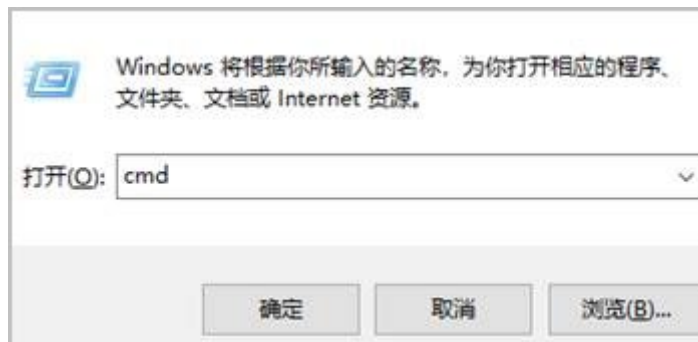 Windows 将根据你所输入的名称，为你打开相应的程序、
文件夹、文档或 Internet 资源。
打开(O): cmd
确定 取消 浏览(B)...